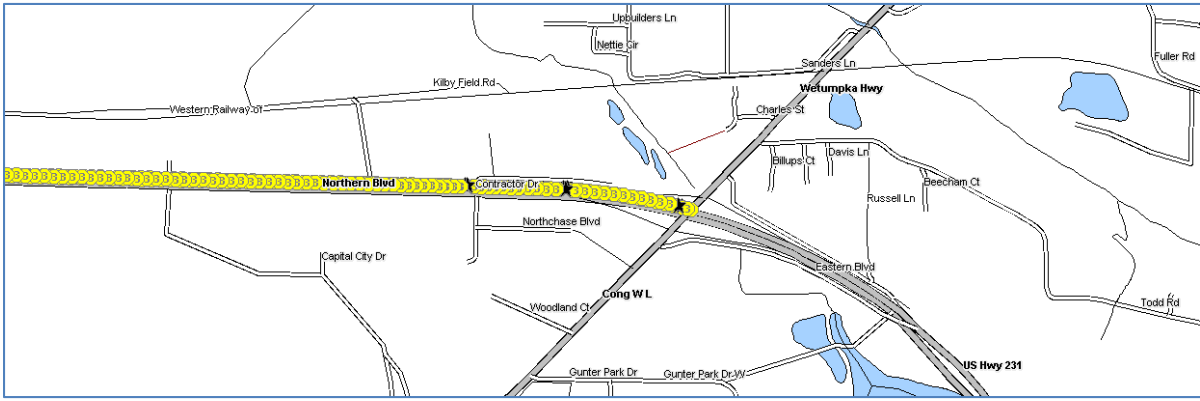 Upbuilders Ln
Nettie Cir
Fuller Rd
Sanders Ln
Kilby Field Rd
Wetumpka Hwy
Western Railway of
Charles St
Davis Ln
Billups Ct
Northern Blvd
Contractor Dr
Beecham Ct
Russell Ln
Northchase Blvd
Capital City Dr
Eastern Blvd
Cong W L
Woodland Ct
Todd Rd
US Hwy 231
Gunter Park Dr
Gunter Park Dr W